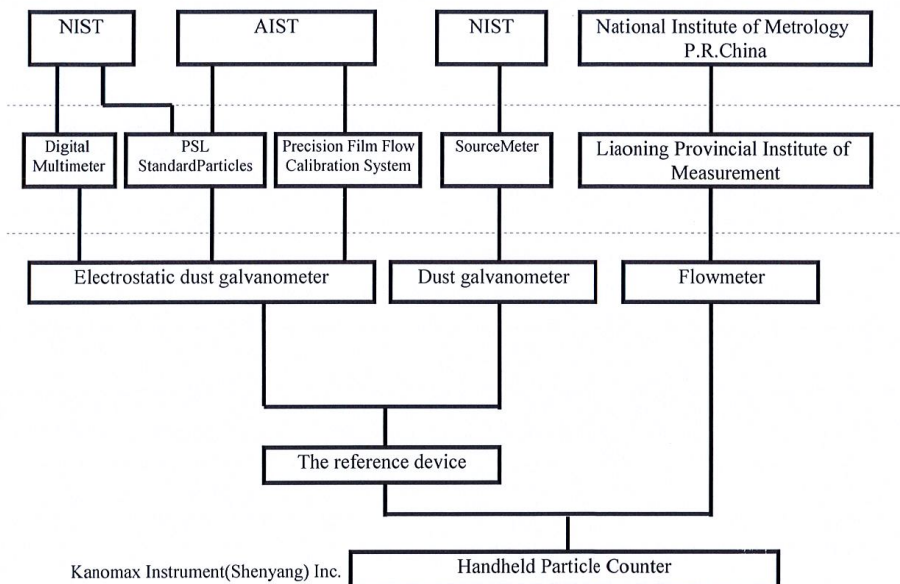 NIST
AIST
NIST
National Institute of Metrology
P.R.China
Digital
Multimeter
PSL
StandardParticles
Precision Film Flow
Calibration System
SourceMeter
Liaoning Provincial Institute of
Measurement
Electrostatic dust galvanometer
Dust galvanometer
Flowmeter
The reference device
Handheld Particle Counter
Kanomax Instrument(Shenyang) Inc.